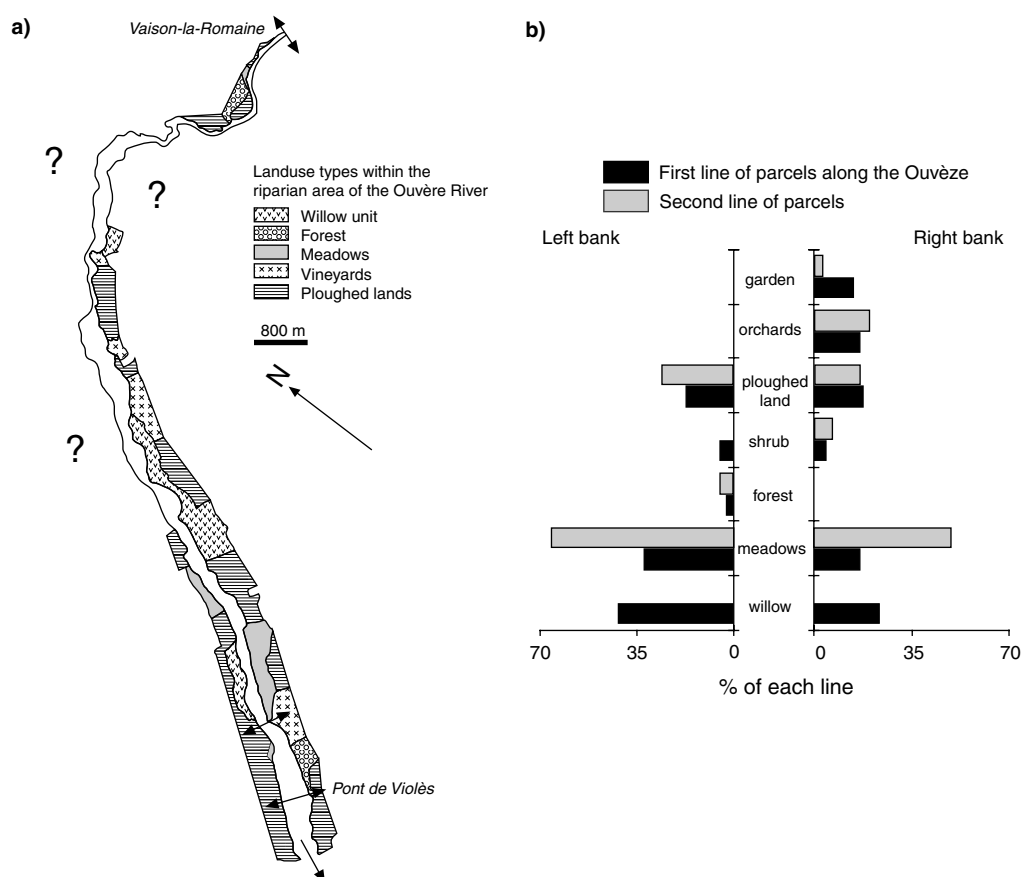 a)
Vaison-la-Romaine
?
?
Landuse types within the
riparian area of the Ouvère River
Willow unit
Forest
Meadows
Vineyards
Ploughed lands
800 m
N
?
Pont de Violès
b)
First line of parcels along the Ouvèze
Second line of parcels
Left bank
Right bank
garden
orchards
ploughed
land
shrub
forest
meadows
willow
70 35 0 0 35 70
% of each line